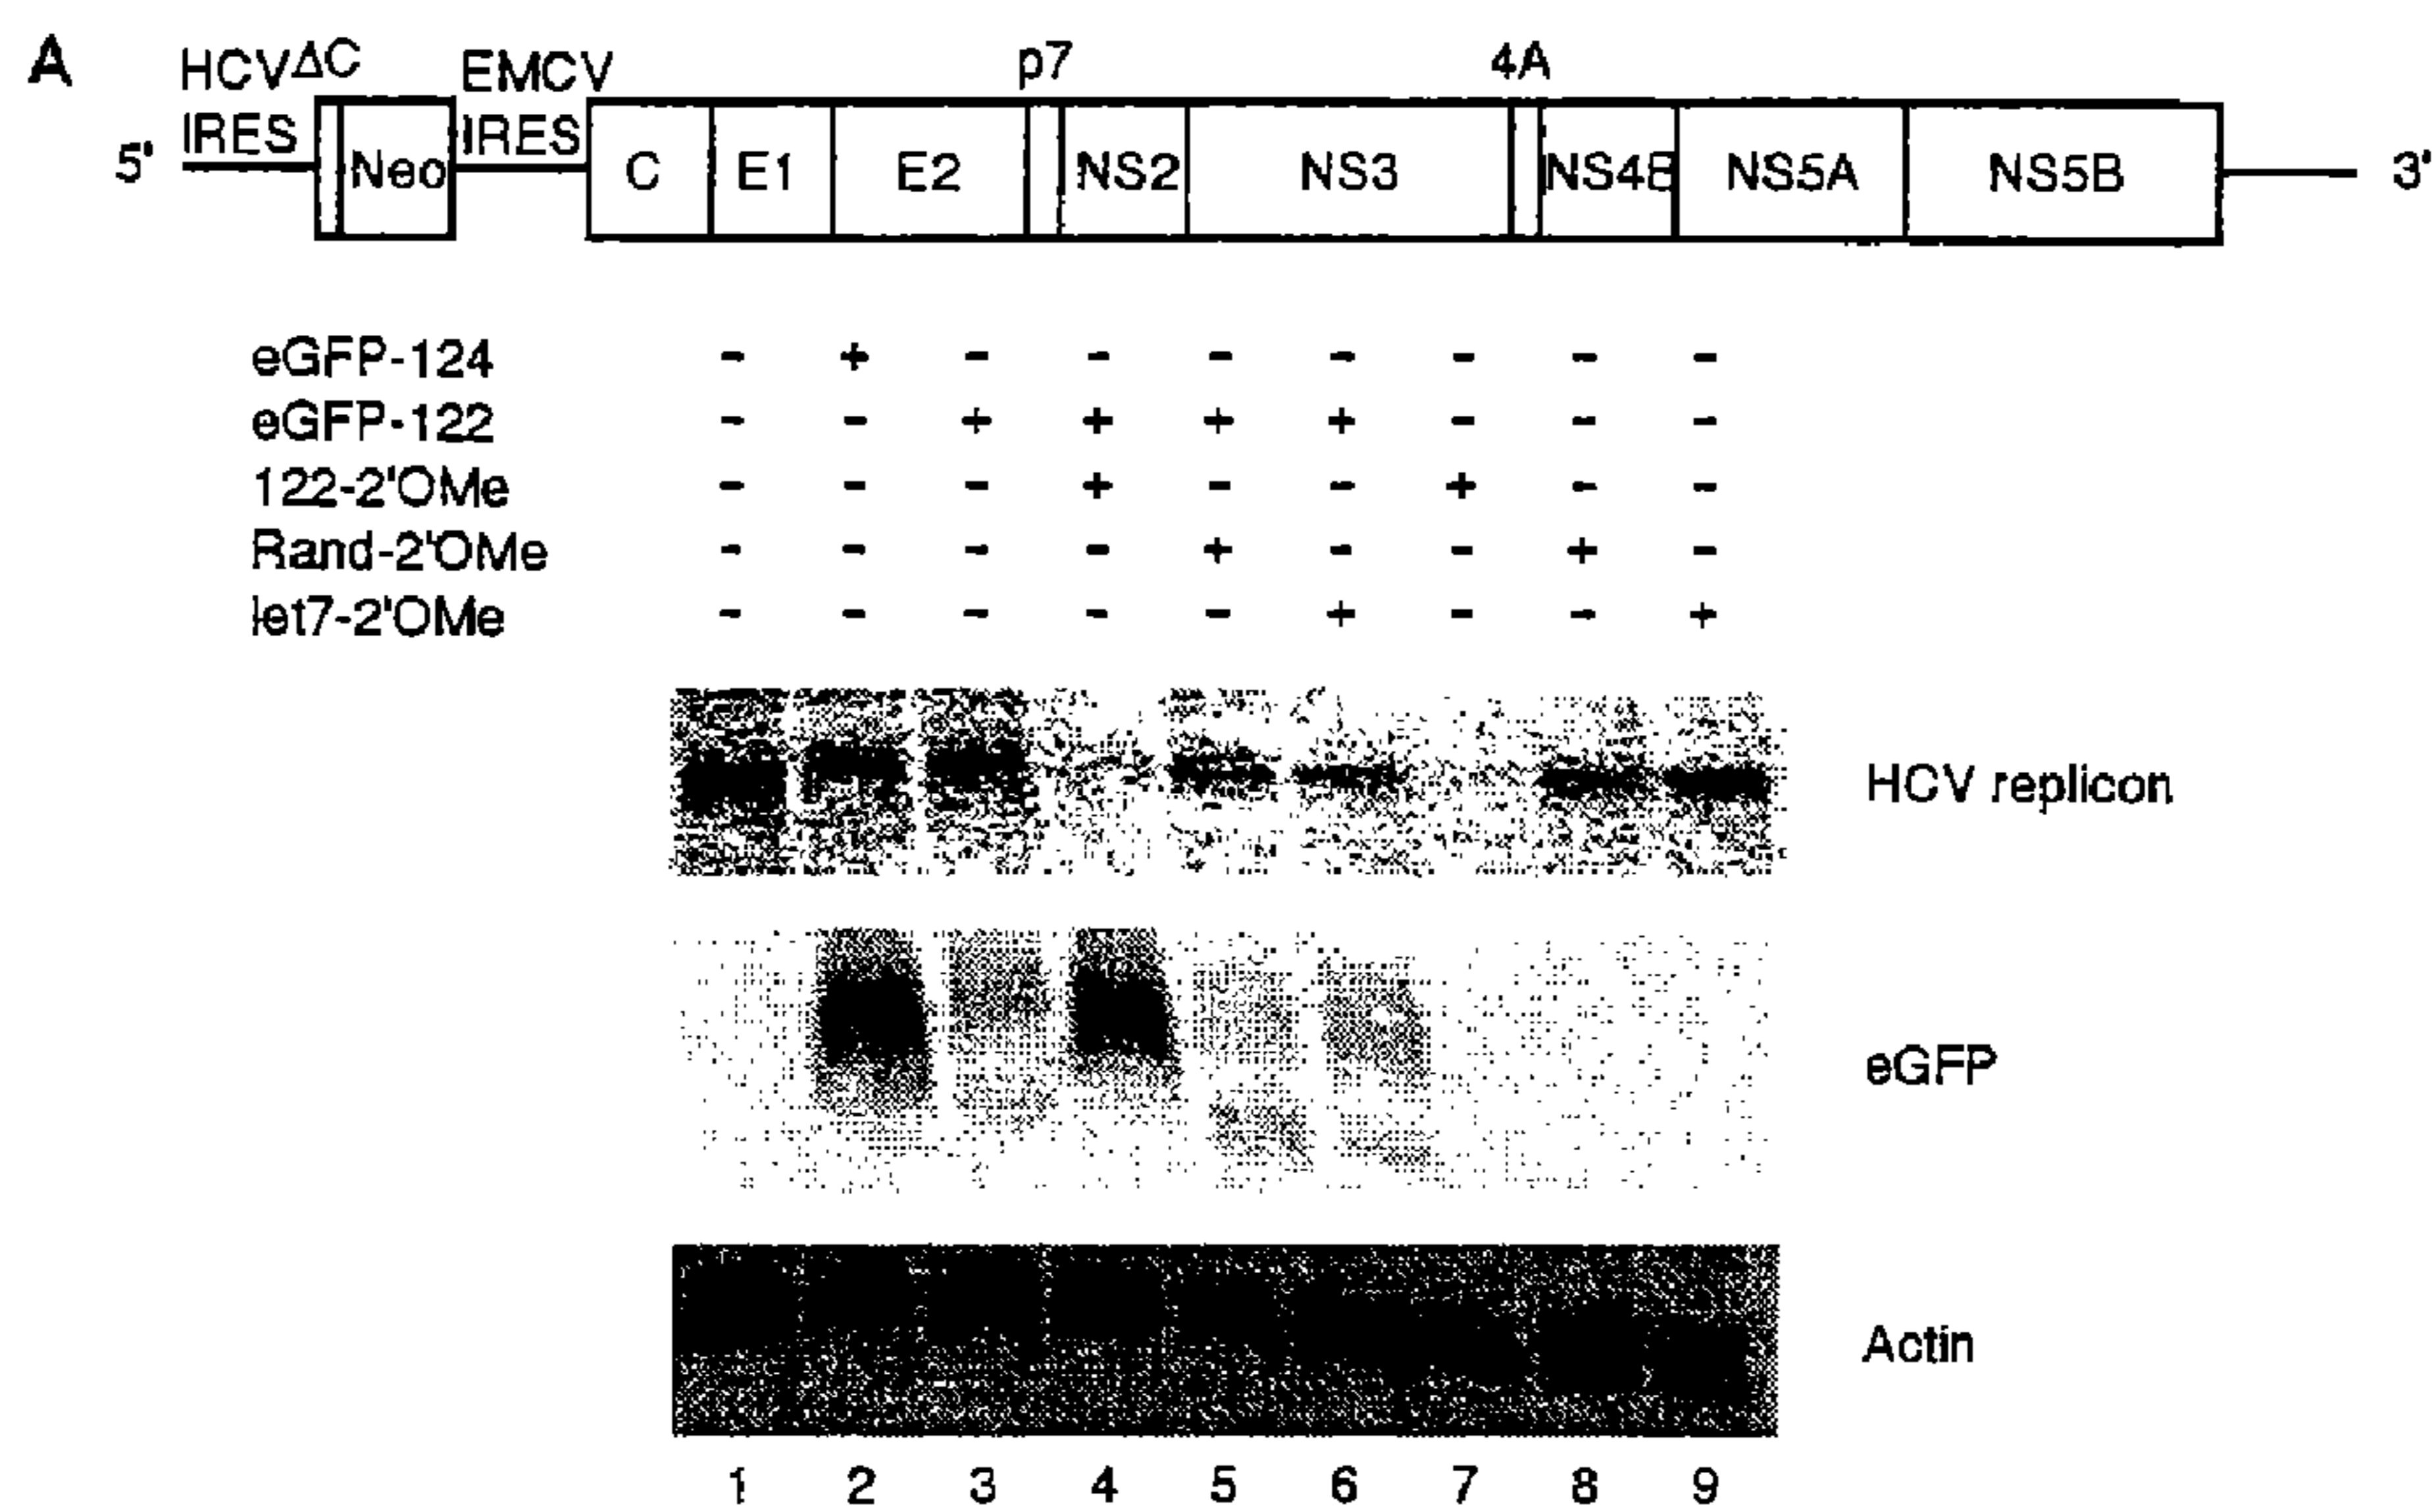 A
HCV ΔC EMCV p7 4A
5' IRES Neo IRES C E1 E2 NS2 NS3 NS4B NS5A NS5B 3'
eGFP-124 - + - - - - - - -
eGFP-122 - - + + + + - - -
122-2'OMe - - - + - - + - -
Rand-2'OMe - - - - + - - + -
let7-2'OMe - - - - - + - - +
HCV replicon
eGFP
Actin
1 2 3 4 5 6 7 8 9